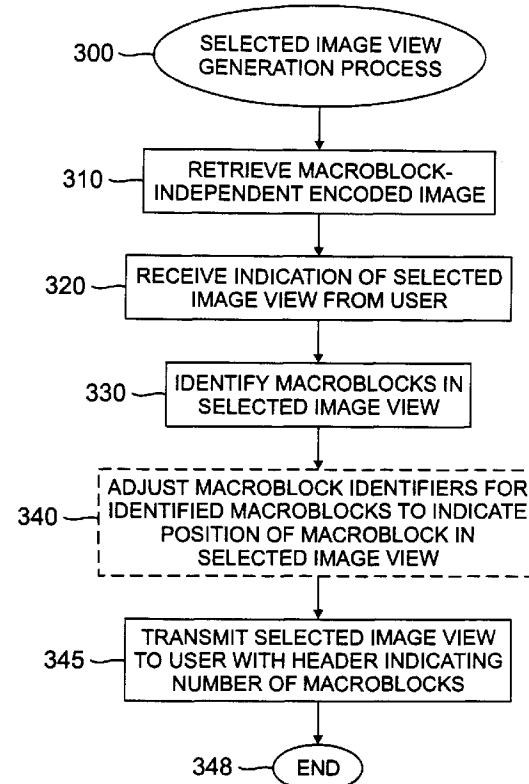 300
SELECTED IMAGE VIEW
GENERATION PROCESS
310
RETRIEVE MACROBLOCK-
INDEPENDENT ENCODED IMAGE
320
RECEIVE INDICATION OF SELECTED
IMAGE VIEW FROM USER
330
IDENTIFY MACROBLOCKS IN
SELECTED IMAGE VIEW
340
ADJUST MACROBLOCK IDENTIFIERS FOR
IDENTIFIED MACROBLOCKS TO INDICATE
POSITION OF MACROBLOCK IN
SELECTED IMAGE VIEW
345
TRANSMIT SELECTED IMAGE VIEW
TO USER WITH HEADER INDICATING
NUMBER OF MACROBLOCKS
348
END